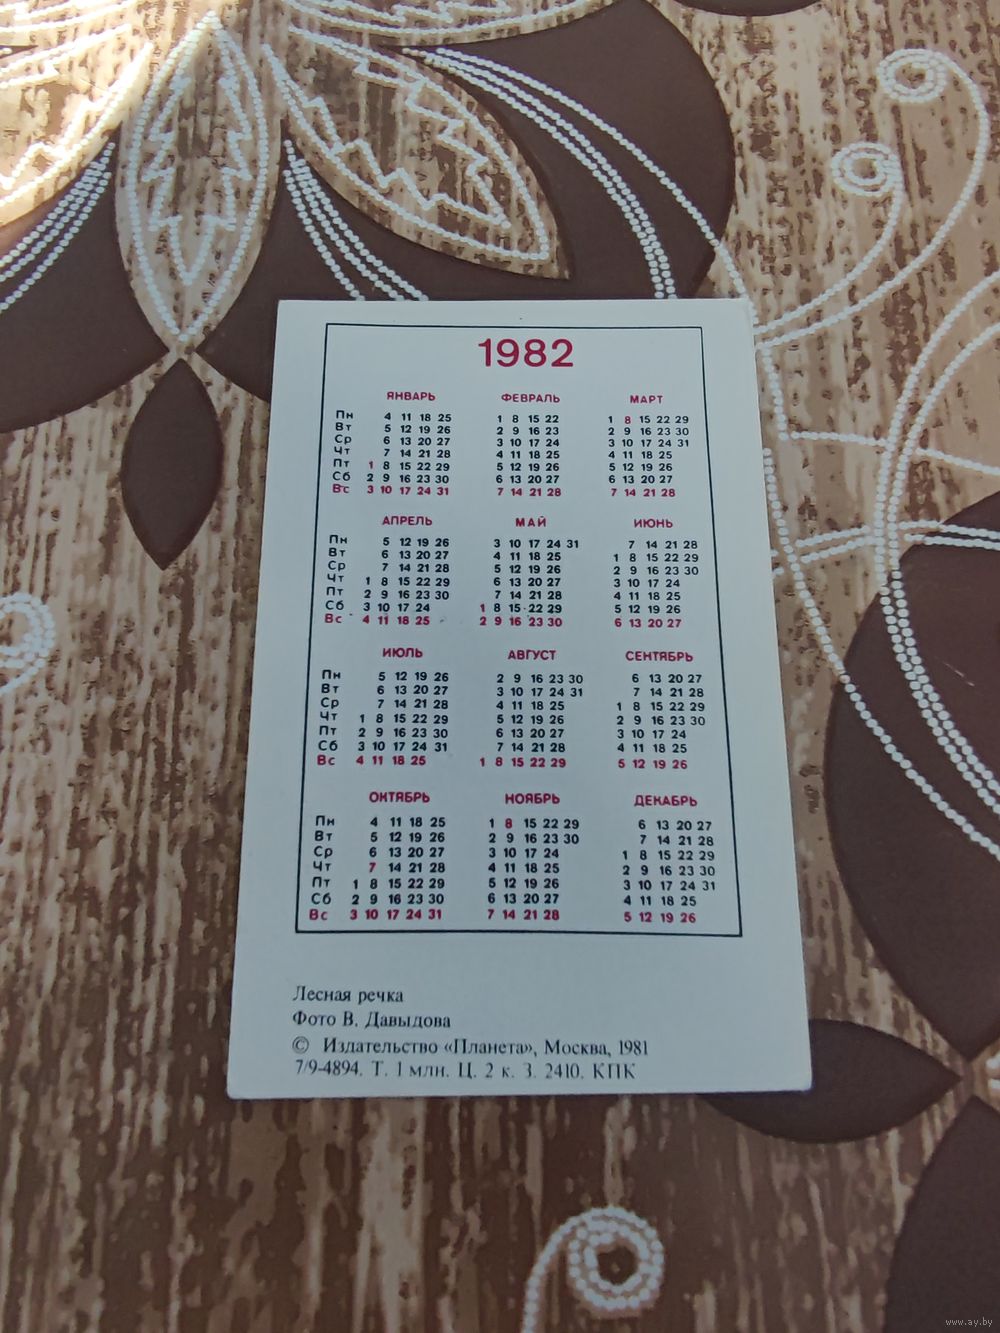 1982
ЯНВАРЬ ФЕВРАЛЬ МАРТ
Пн 4 11 18 25 1 8 15 22 1 8 15 22 29
Вт 5 12 19 26 2 9 16 23 2 9 16 23 30
Ср 6 13 20 27 3 10 17 24 3 10 17 24 31
Чт 7 14 21 28 4 11 18 25 4 11 18 25
Пт 1 8 15 22 29 5 12 19 26 5 12 19 26
Сб 2 9 16 23 30 6 13 20 27 6 13 20 27
Вс 3 10 17 24 31 7 14 21 28 7 14 21 28
АПРЕЛЬ МАЙ ИЮНЬ
Пн 5 12 19 26 3 10 17 24 31 7 14 21 28
Вт 6 13 20 27 4 11 18 25 1 8 15 22 29
Ср 7 14 21 28 5 12 19 26 2 9 16 23 30
Чт 1 8 15 22 29 6 13 20 27 3 10 17 24
Пт 2 9 16 23 30 7 14 21 28 4 11 18 25
Сб 3 10 17 24 1 8 15 22 29 5 12 19 26
Вс 4 11 18 25 2 9 16 23 30 6 13 20 27
ИЮЛЬ АВГУСТ СЕНТЯБРЬ
Пн 5 12 19 26 2 9 16 23 30 6 13 20 27
Вт 6 13 20 27 3 10 17 24 31 7 14 21 28
Ср 7 14 21 28 4 11 18 25 1 8 15 22 29
Чт 1 8 15 22 29 5 12 19 26 2 9 16 23 30
Пт 2 9 16 23 30 6 13 20 27 3 10 17 24
Сб 3 10 17 24 31 7 14 21 28 4 11 18 25
Вс 4 11 18 25 1 8 15 22 29 5 12 19 26
ОКТЯБРЬ НОЯБРЬ ДЕКАБРЬ
Пн 4 11 18 25 1 8 15 22 29 6 13 20 27
Вт 5 12 19 26 2 9 16 23 30 7 14 21 28
Ср 6 13 20 27 3 10 17 24 1 8 15 22 29
Чт 7 14 21 28 4 11 18 25 2 9 16 23 30
Пт 1 8 15 22 29 5 12 19 26 3 10 17 24 31
Сб 2 9 16 23 30 6 13 20 27 4 11 18 25
Вс 3 10 17 24 31 7 14 21 28 5 12 19 26
Лесная речка
Фото В. Давыдова
© Издательство «Планета», Москва, 1981
7/9-4894. Т. 1 млн. Ц. 2 к. З. 2410. КПК
www.ay.by